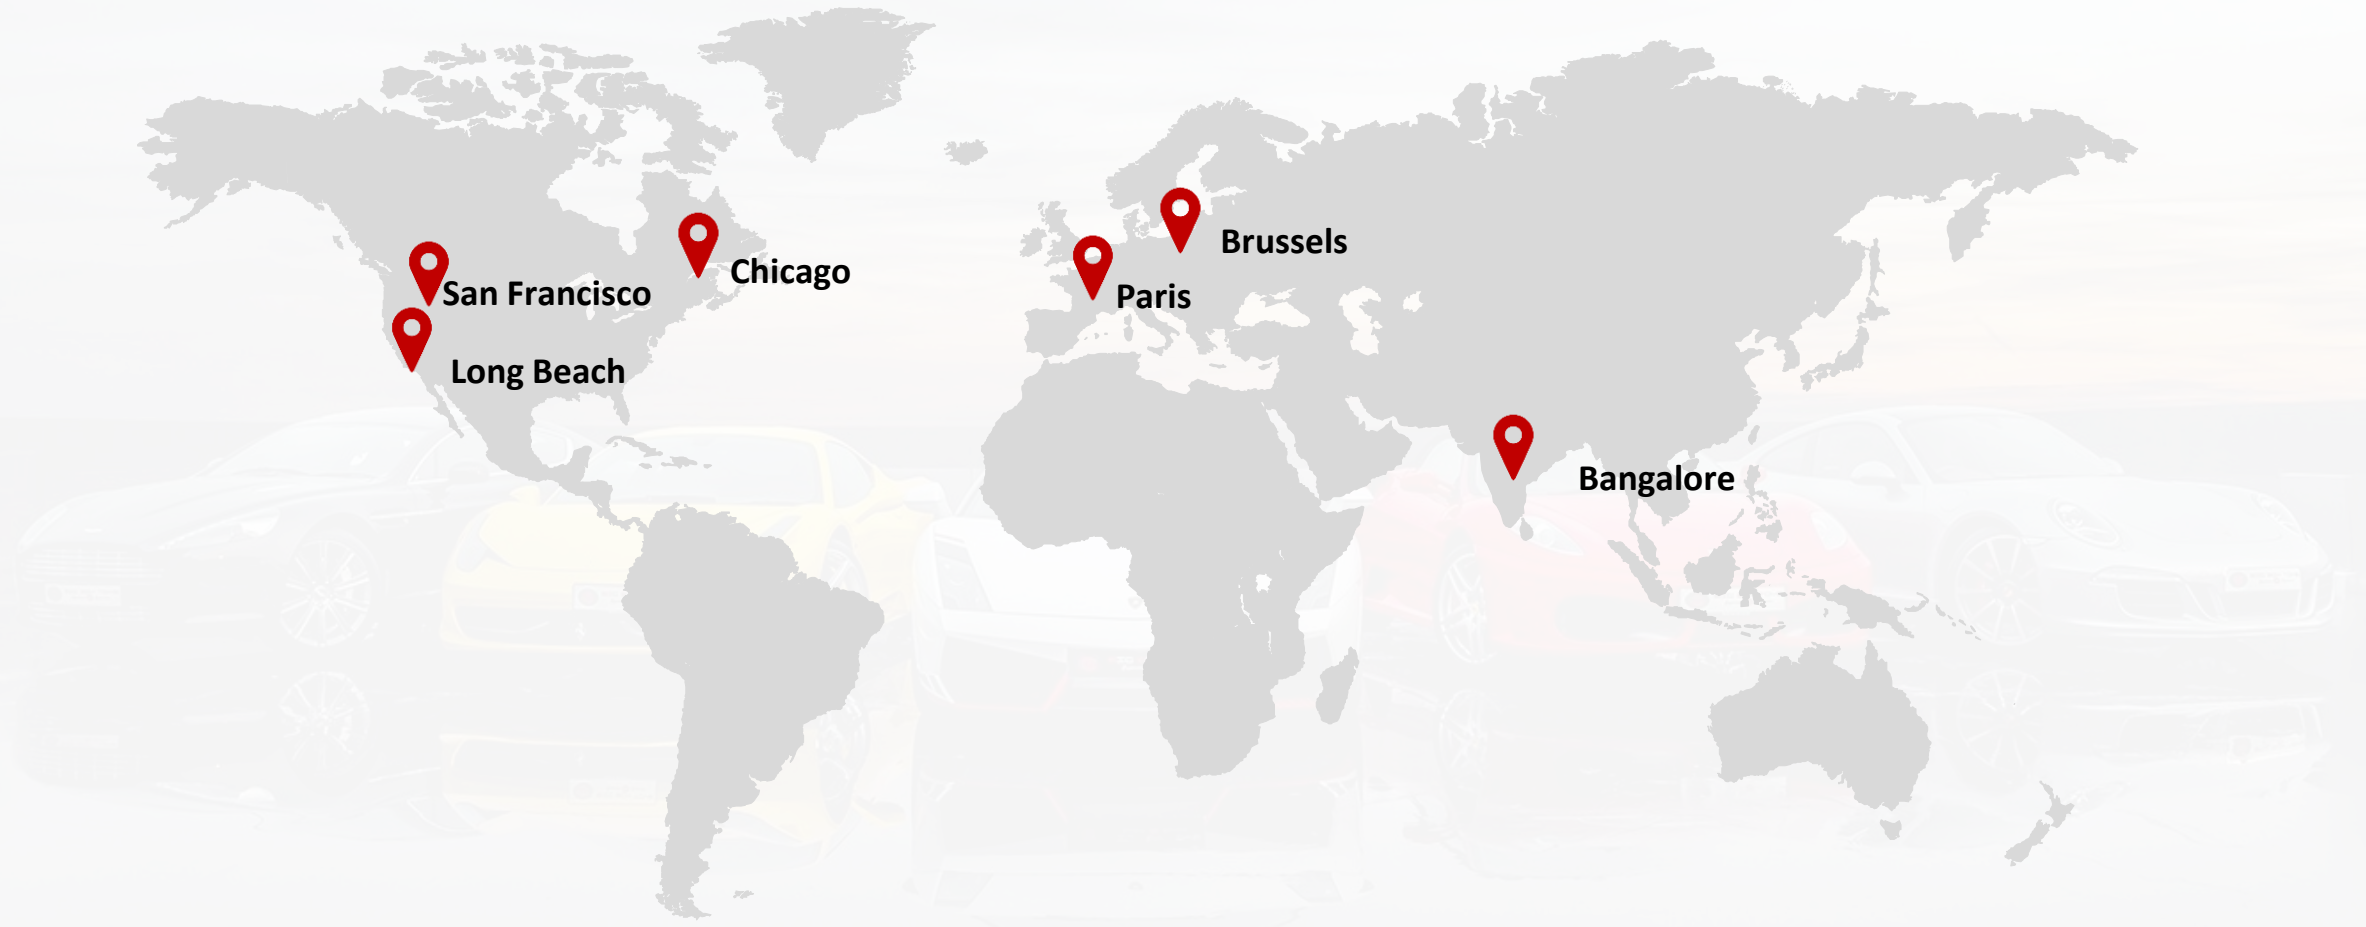 Brussels
Chicago
San Francisco
Paris
Long Beach
Bangalore